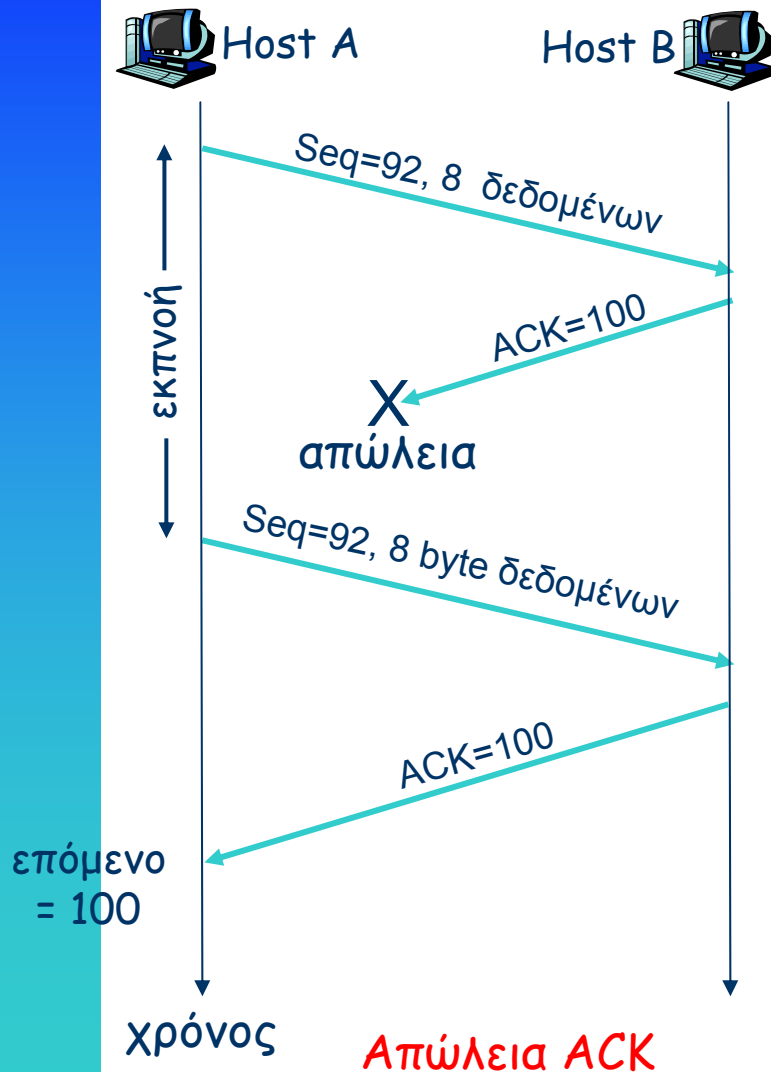 Host A
Host B
Seq=92, 8 δεδομένων
εκπνοή
ACK=100
X
απώλεια
Seq=92, 8 byte δεδομένων
ACK=100
επόμενο
= 100
χρόνος
Απώλεια ACK